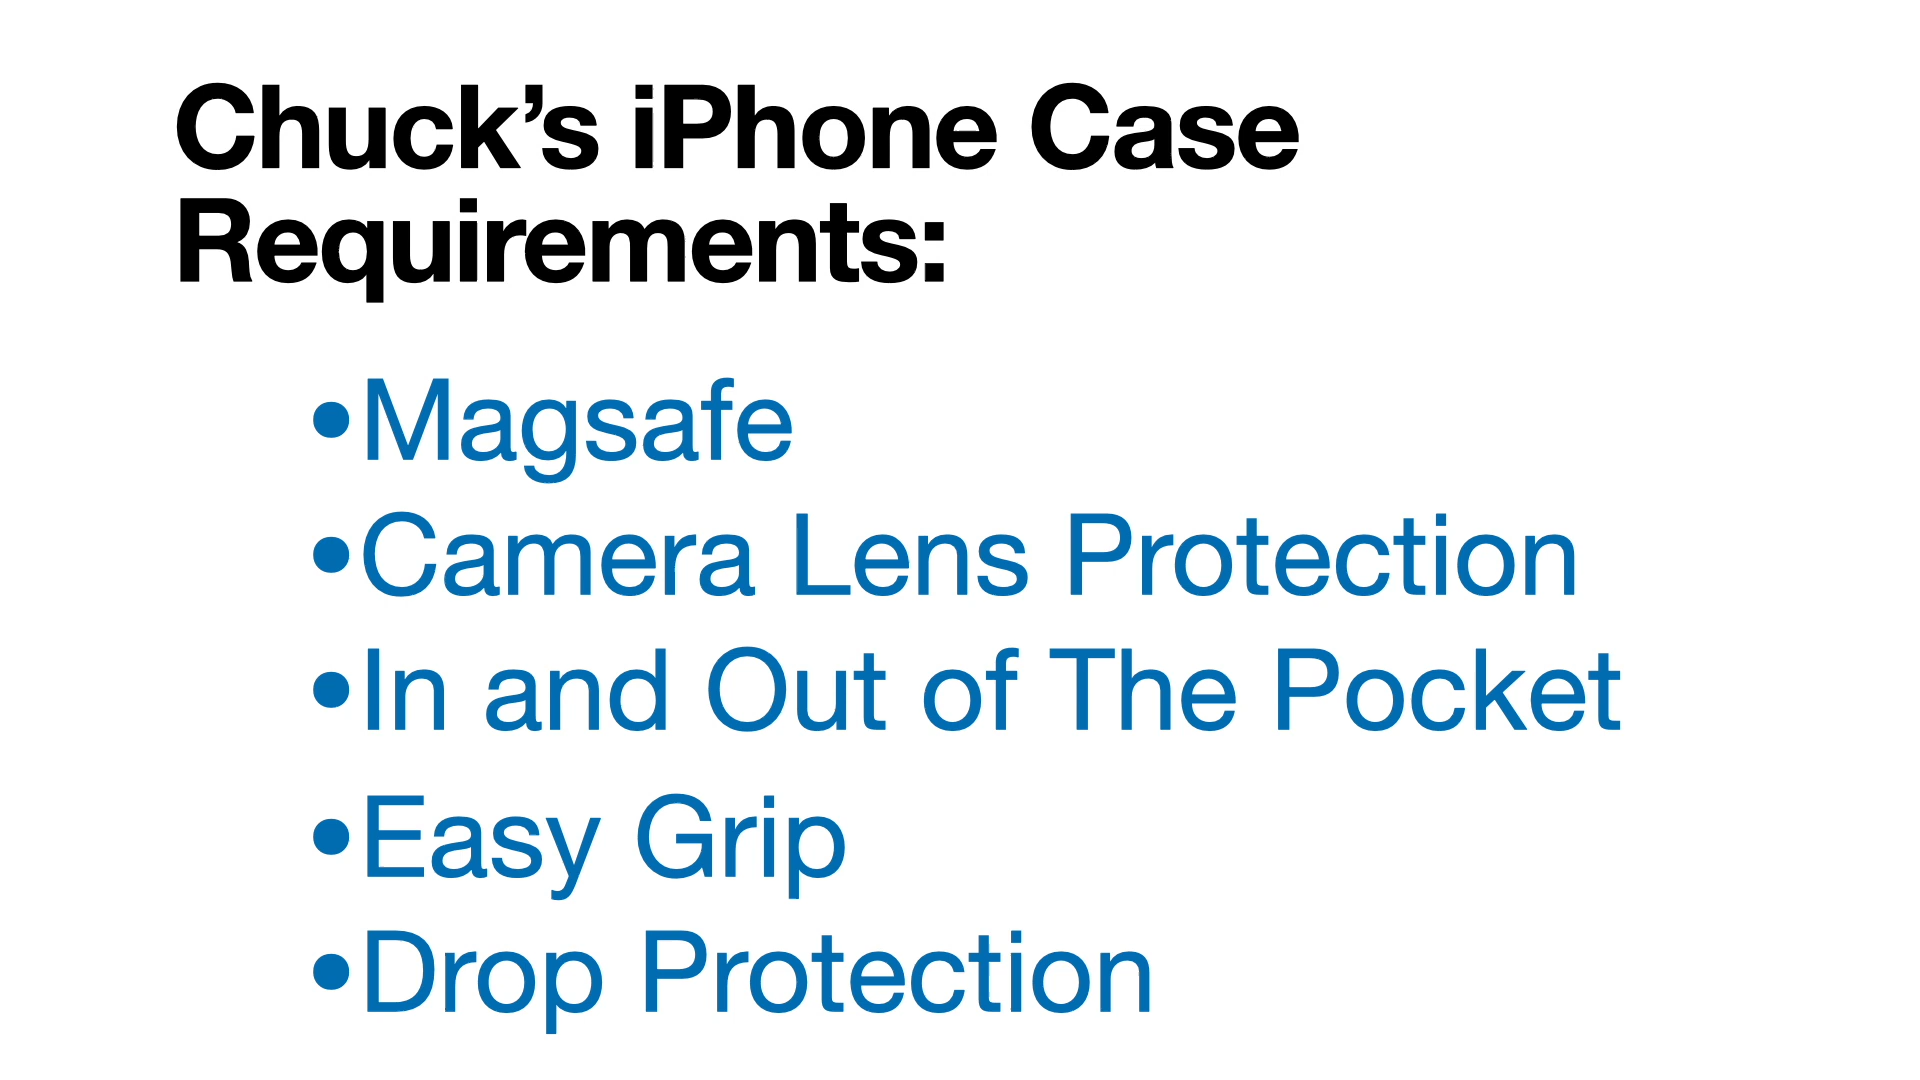 Chuck’s iPhone Case
Requirements:
•Magsafe
•Camera Lens Protection
•In and Out of The Pocket
•Easy Grip
•Drop Protection